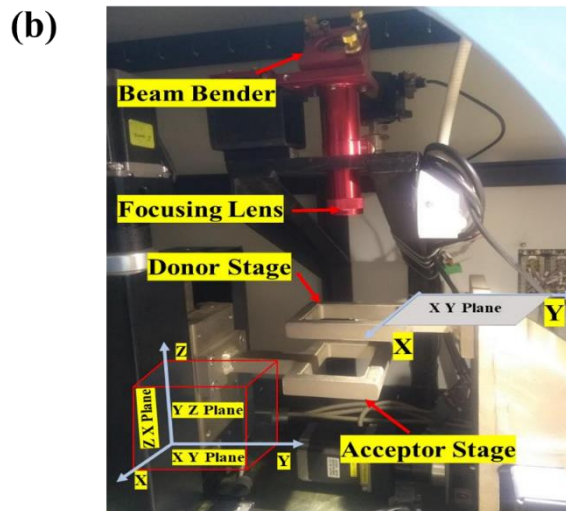 (b)
Beam Bender
Focusing Lens
Donor Stage
X Y Plane
Y
X
Z
Z X Plane
Y Z Plane
X Y Plane
Y
X
Acceptor Stage